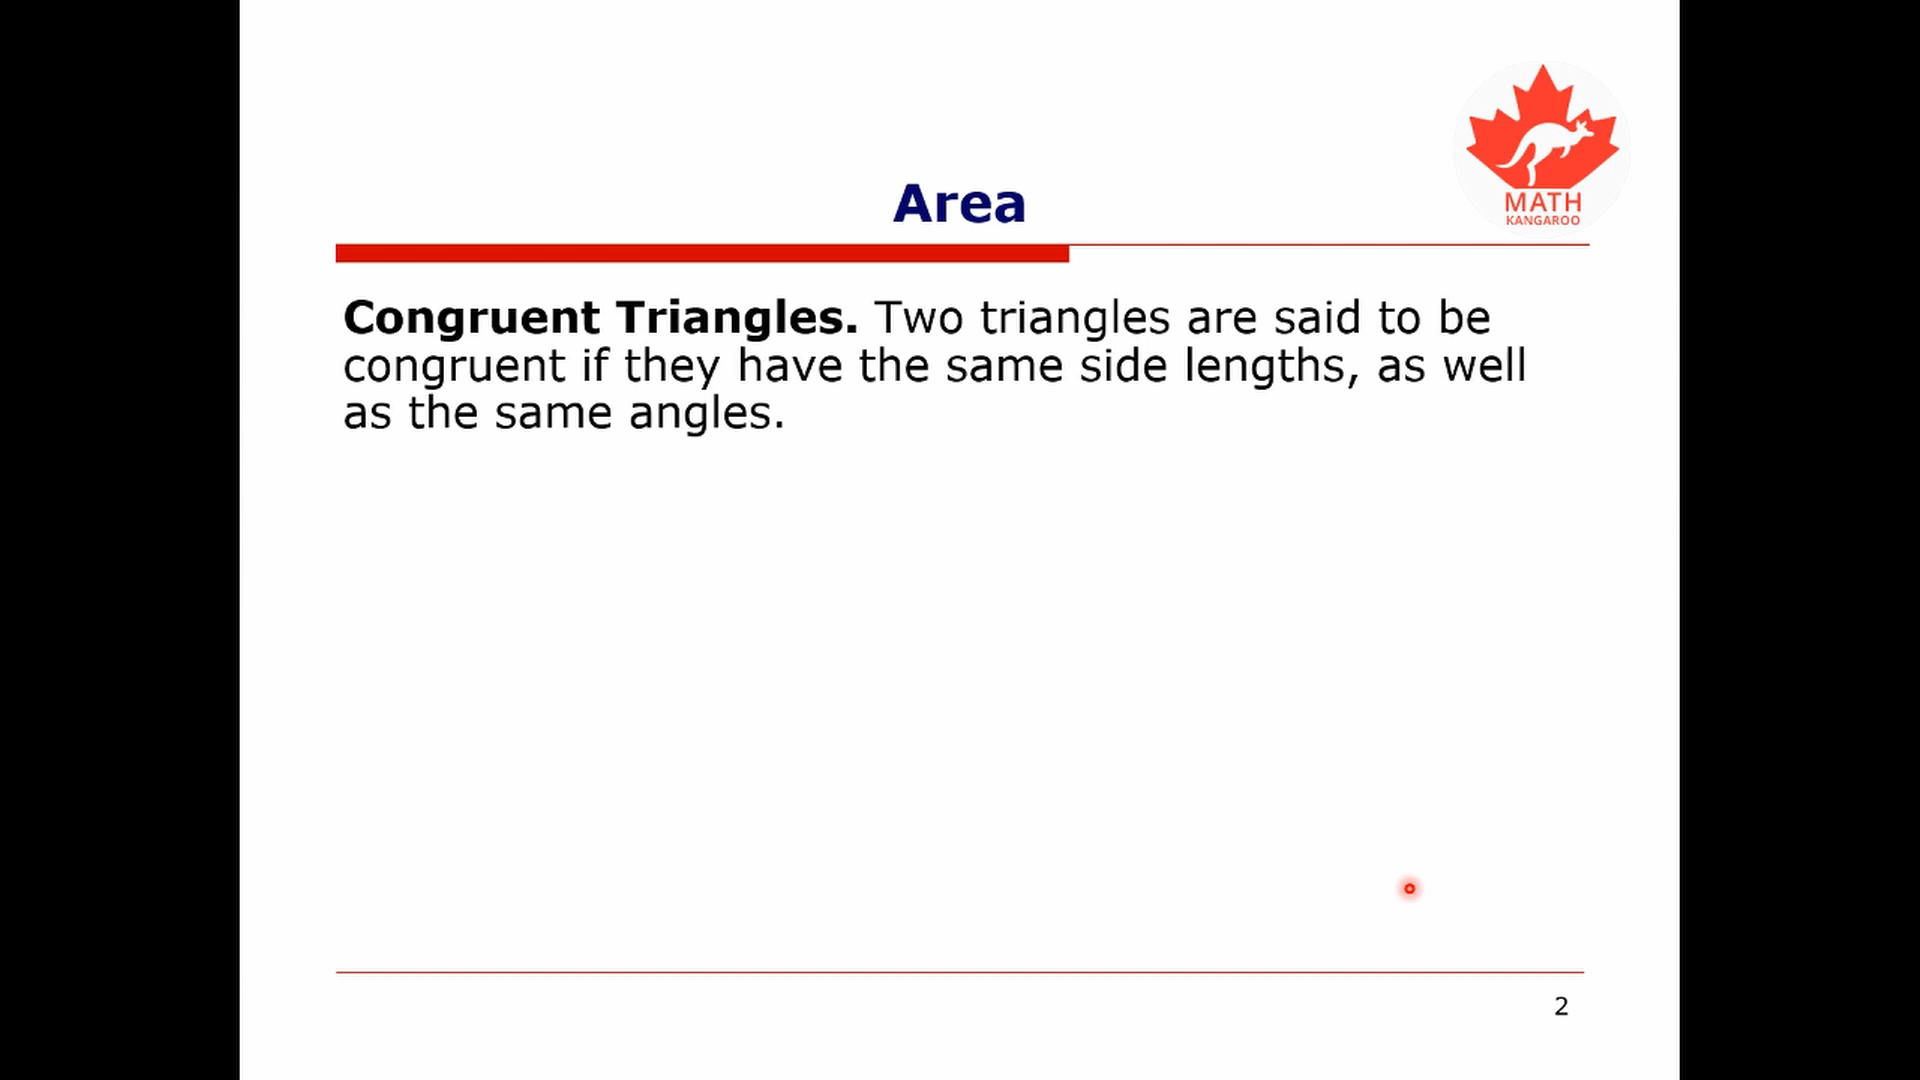 MATH
KANGAROO
Area
Congruent Triangles. Two triangles are said to be
congruent if they have the same side lengths, as well
as the same angles.
2